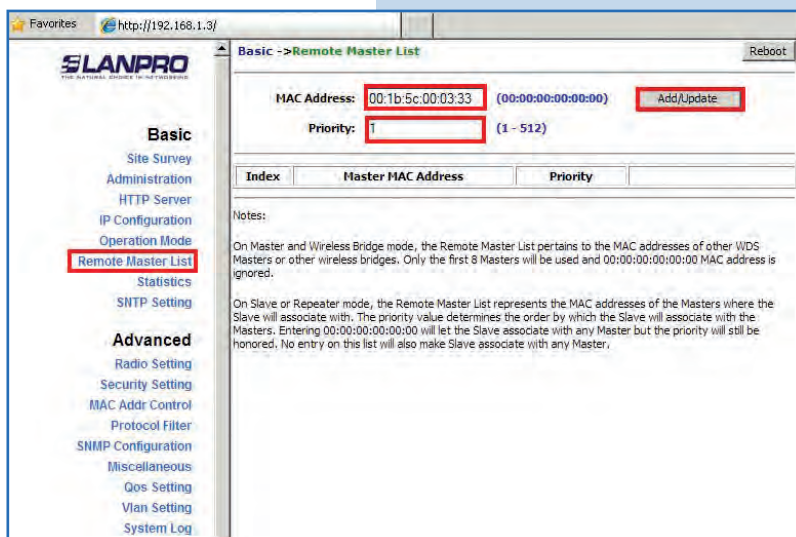 Favorites
http://192.168.1.3/
LANPRO
THE NATURAL CHOICE IN NETWORKING
Basic
Site Survey
Administration
HTTP Server
IP Configuration
Operation Mode
Remote Master List
Statistics
SNTP Setting
Advanced
Radio Setting
Security Setting
MAC Addr Control
Protocol Filter
SNMP Configuration
Miscellaneous
Qos Setting
Vlan Setting
System Log
Basic ->Remote Master List
Reboot
MAC Address: 00:1b:5c:00:03:33 (00:00:00:00:00:00) Add/Update
Priority: 1 (1 - 512)
Index Master MAC Address Priority
Notes:
On Master and Wireless Bridge mode, the Remote Master List pertains to the MAC addresses of other WDS
Masters or other wireless bridges. Only the first 8 Masters will be used and 00:00:00:00:00:00 MAC address is
ignored.
On Slave or Repeater mode, the Remote Master List represents the MAC addresses of the Masters where the
Slave will associate with. The priority value determines the order by which the Slave will associate with the
Masters. Entering 00:00:00:00:00:00 will let the Slave associate with any Master but the priority will still be
honored. No entry on this list will also make Slave associate with any Master.